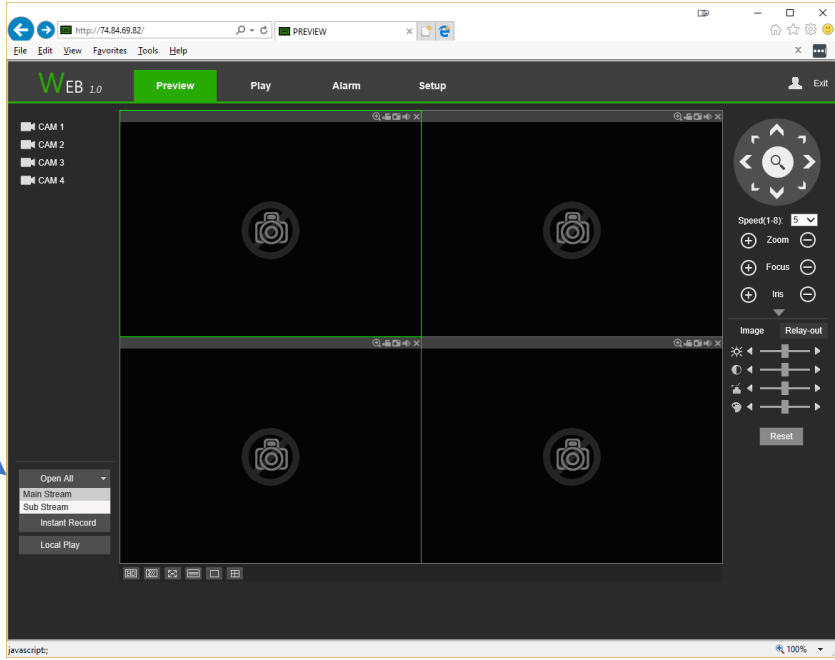 http://74.84.69.82/
PREVIEW
File Edit View Favorites Tools Help
WEB 1.0
Preview Play Alarm Setup Exit
CAM 1
CAM 2
CAM 3
CAM 4
Speed(1-8): 5
Zoom
Focus
Iris
Image Relay-out
Reset
Open All
Main Stream
Sub Stream
Instant Record
Local Play
javascript:; 100%